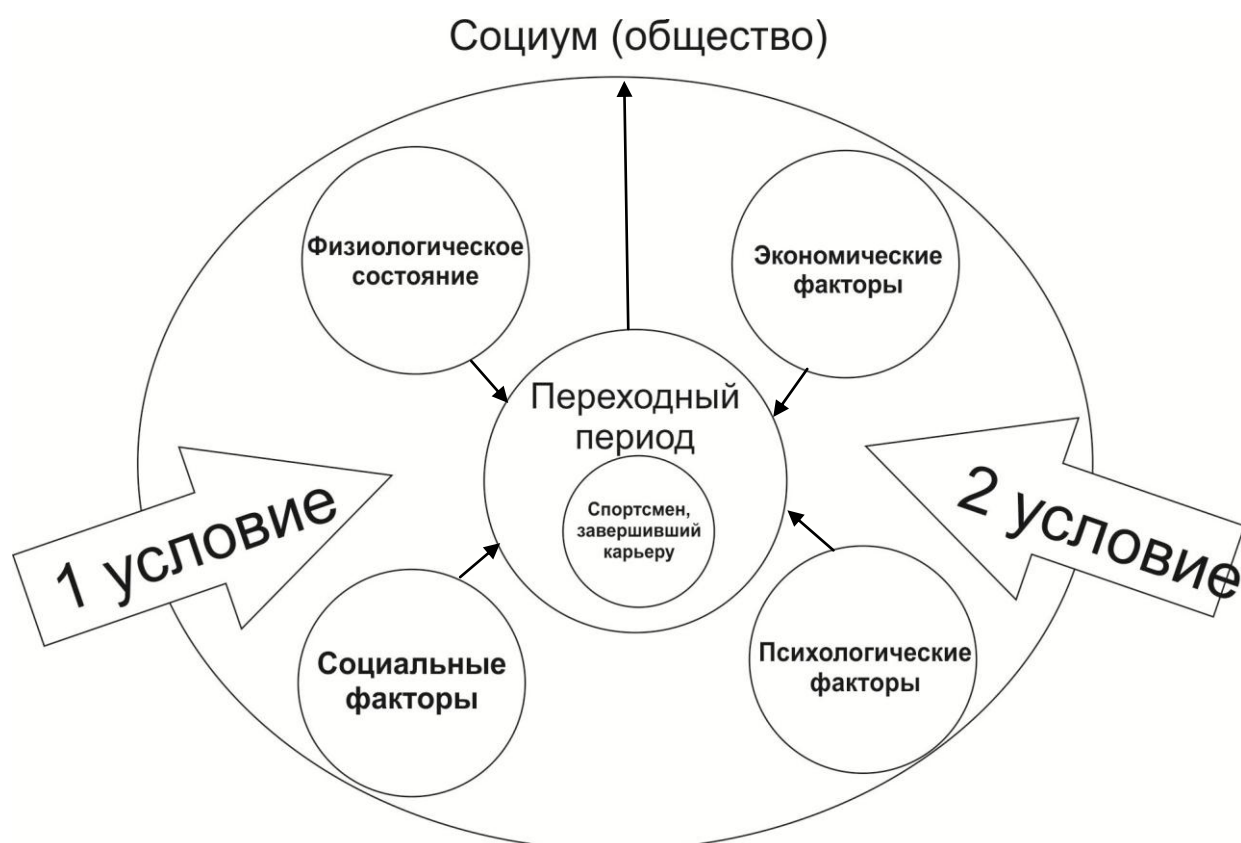 Социум (общество)
Физиологическое
состояние
Экономические
факторы
Переходный
период
Спортсмен,
завершивший
карьеру
1 условие
2 условие
Социальные
факторы
Психологические
факторы